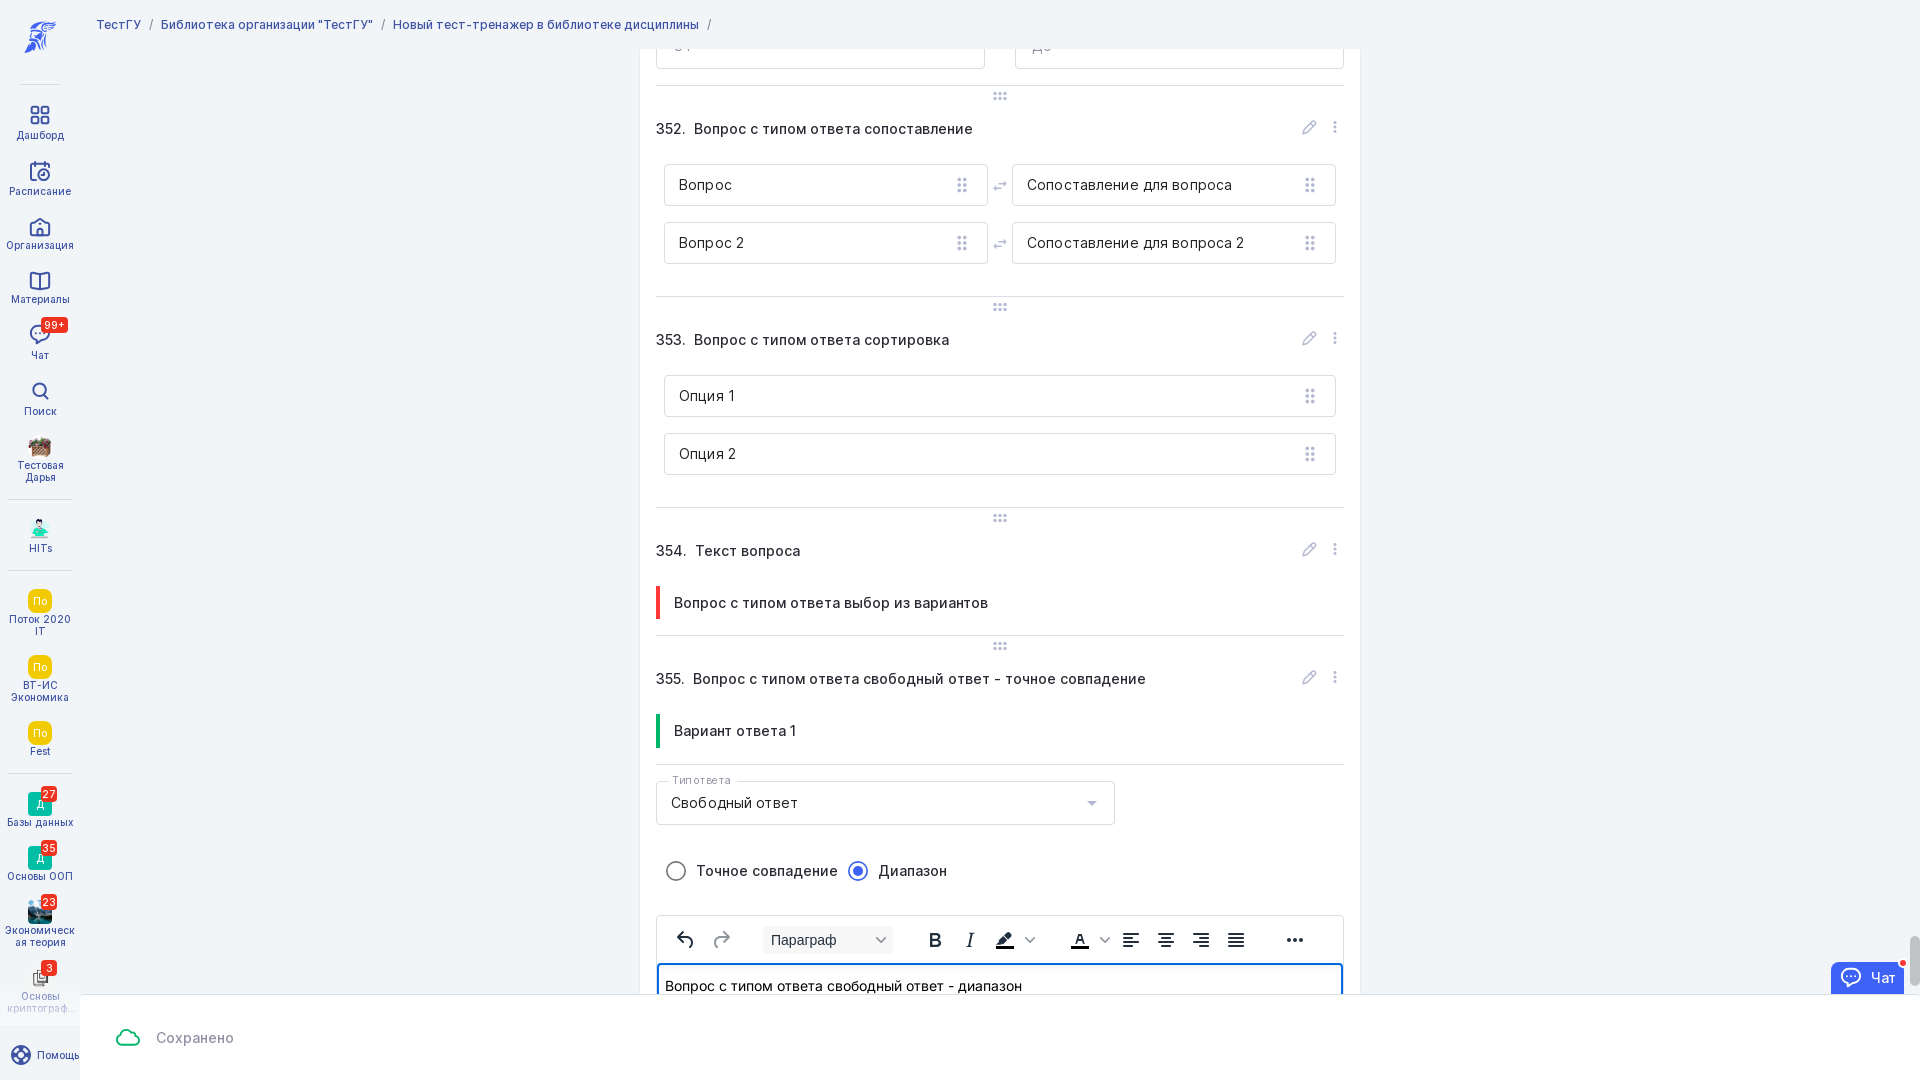 ТестГУ / Библиотека организации "ТестГУ" / Новый тест-тренажер в библиотеке дисциплины /
Дашборд
Расписание
Организация
Материалы
99+
Чат
Поиск
Тестовая
Дарья
HITs
По
Поток 2020
IT
По
ВТ-ИС
Экономика
По
Fest
27
Д
Базы данных
35
Д
Основы ООП
23
Экономическ
ая теория
3
Основы
криптограф...
Помощь
352. Вопрос с типом ответа сопоставление
Вопрос
Сопоставление для вопроса
Вопрос 2
Сопоставление для вопроса 2
353. Вопрос с типом ответа сортировка
Опция 1
Опция 2
354. Текст вопроса
Вопрос с типом ответа выбор из вариантов
355. Вопрос с типом ответа свободный ответ - точное совпадение
Вариант ответа 1
Тип ответа
Свободный ответ
Точное совпадение
Диапазон
Параграф
Вопрос с типом ответа свободный ответ - диапазон
Чат
Сохранено